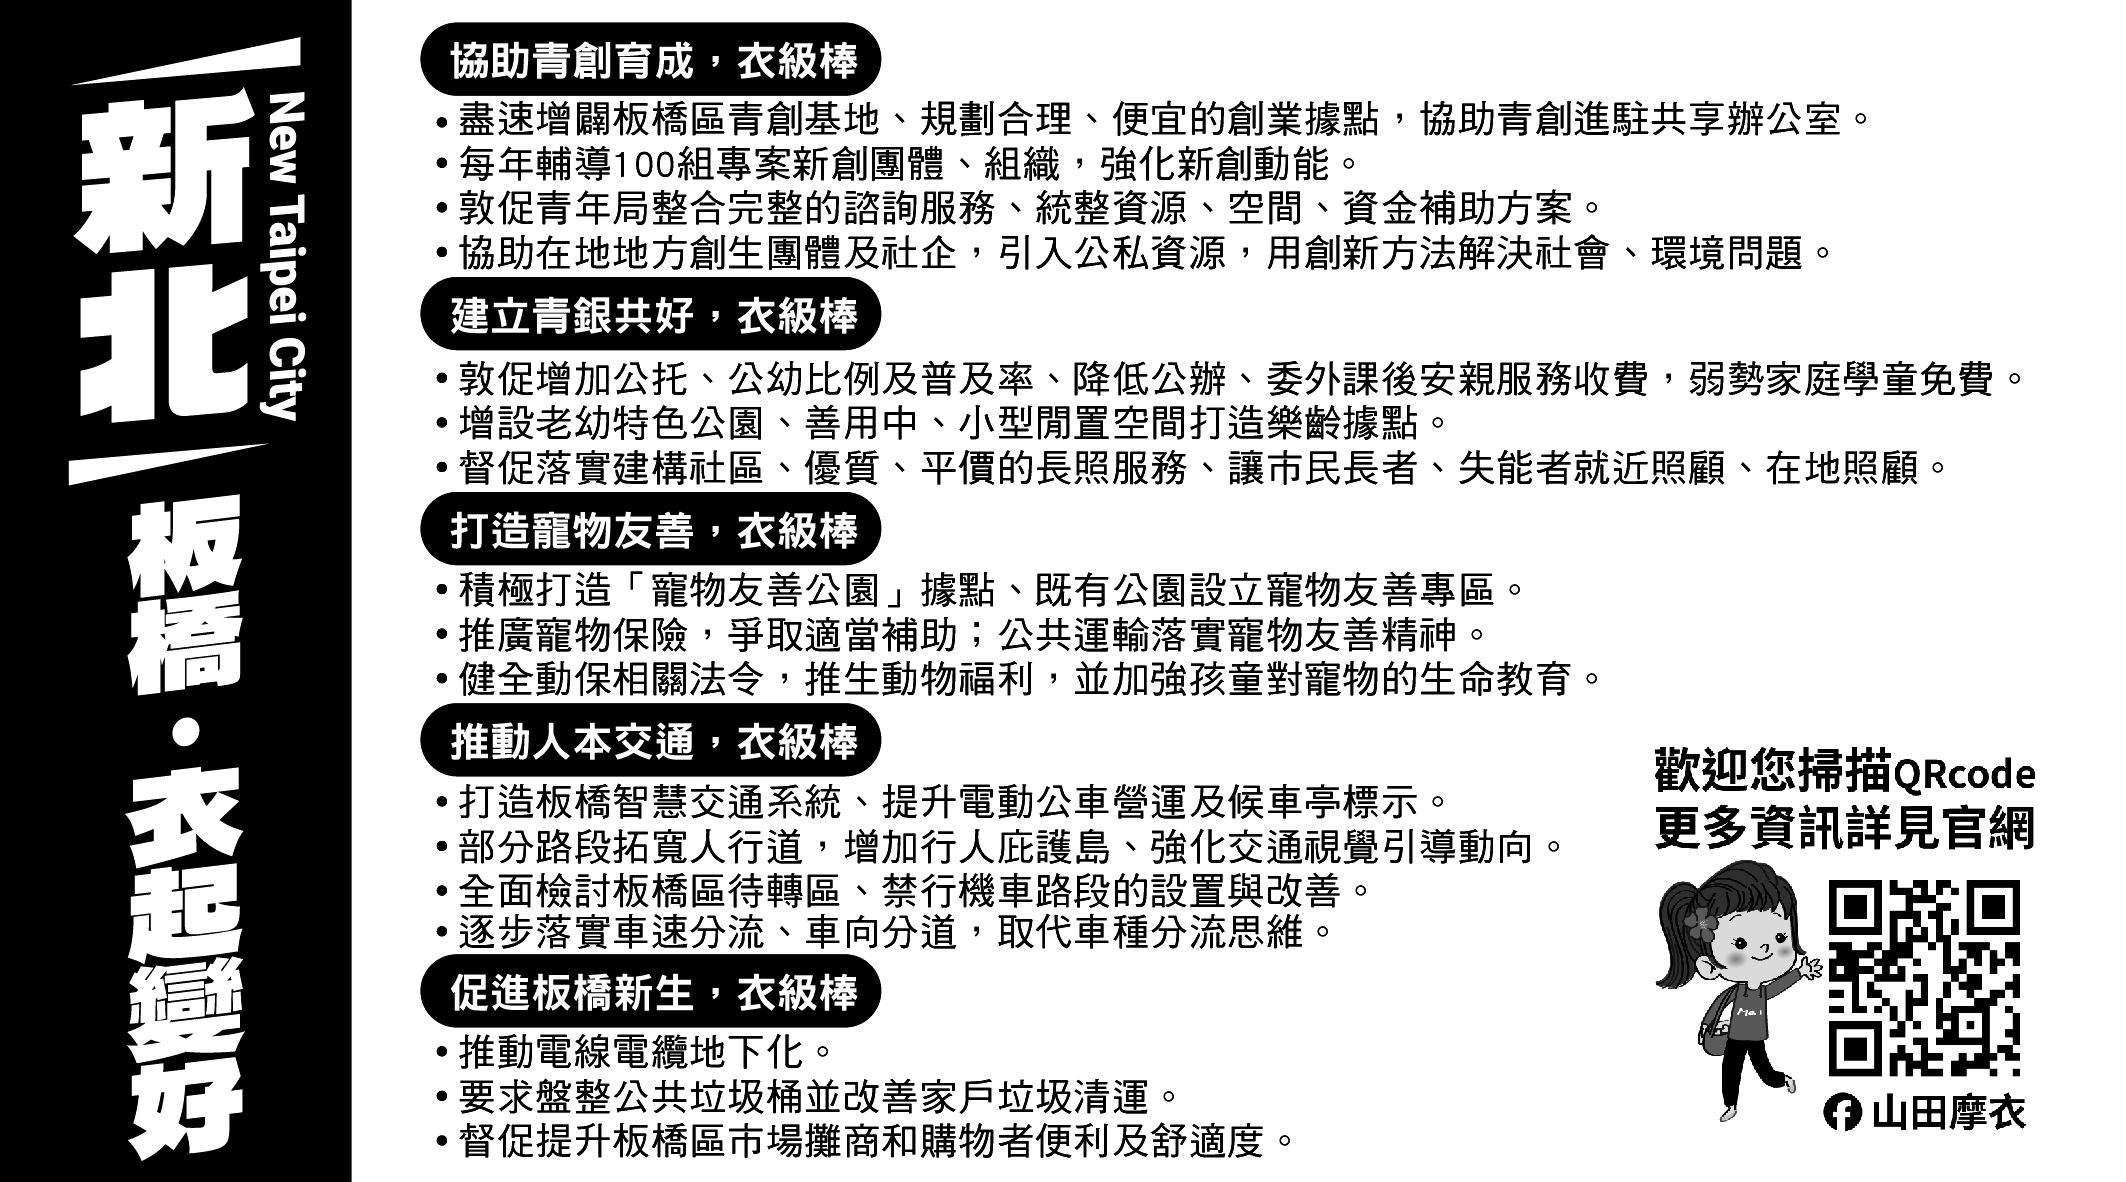 新北
New Taipei City
板橋・衣起變好
協助青創育成，衣級棒
•盡速增闢板橋區青創基地、規劃合理、便宜的創業據點，協助青創進駐共享辦公室。
•每年輔導100組專案新創團體、組織，強化新創動能。
•敦促青年局整合完整的諮詢服務、統整資源、空間、資金補助方案。
•協助在地地方創生團體及社企，引入公私資源，用創新方法解決社會、環境問題。
建立青銀共好，衣級棒
•敦促增加公托、公幼比例及普及率、降低公辦、委外課後安親服務收費，弱勢家庭學童免費。
•增設老幼特色公園、善用中、小型閒置空間打造樂齡據點。
•督促落實建構社區、優質、平價的長照服務、讓市民長者、失能者就近照顧、在地照顧。
打造寵物友善，衣級棒
•積極打造「寵物友善公園」據點、既有公園設立寵物友善專區。
•推廣寵物保險，爭取適當補助；公共運輸落實寵物友善精神。
•健全動保相關法令，推生動物福利，並加強孩童對寵物的生命教育。
推動人本交通，衣級棒
•打造板橋智慧交通系統、提升電動公車營運及候車亭標示。
•部分路段拓寬人行道，增加行人庇護島、強化交通視覺引導動向。
•全面檢討板橋區待轉區、禁行機車路段的設置與改善。
•逐步落實車速分流、車向分道，取代車種分流思維。
促進板橋新生，衣級棒
•推動電線電纜地下化。
•要求盤整公共垃圾桶並改善家戶垃圾清運。
•督促提升板橋區市場攤商和購物者便利及舒適度。
歡迎您掃描QRcode
更多資訊詳見官網
Mai
山田摩衣